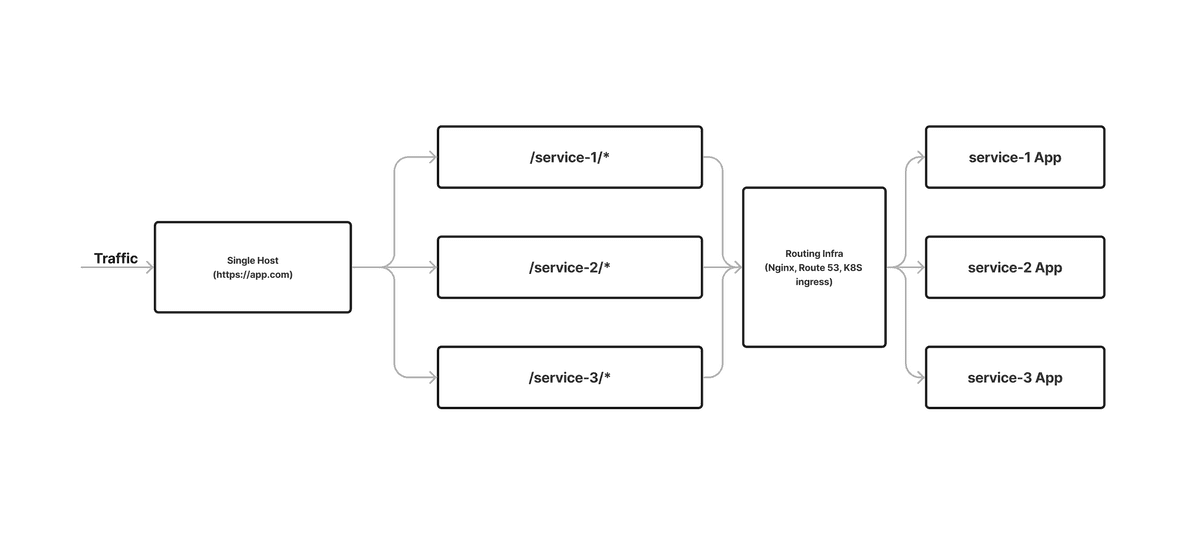 Traffic
Single Host
(https://app.com)
/service-1/*
/service-2/*
/service-3/*
Routing Infra
(Nginx, Route 53, K8S
ingress)
service-1 App
service-2 App
service-3 App